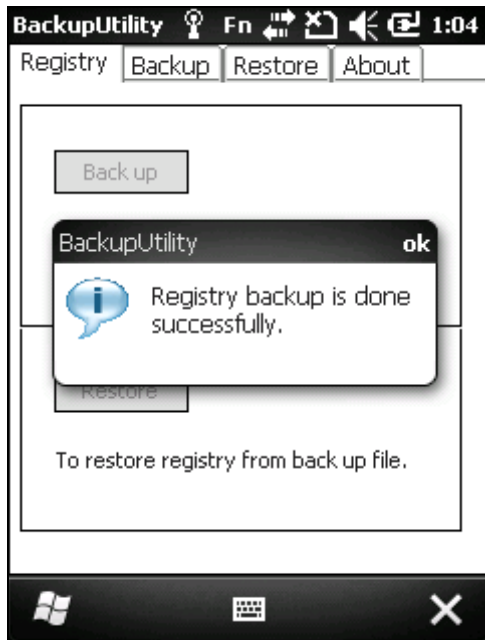 BackupUtility Fn 1:04
Registry Backup Restore About
Back up
BackupUtility ok
Registry backup is done
successfully.
Restore
To restore registry from back up file.